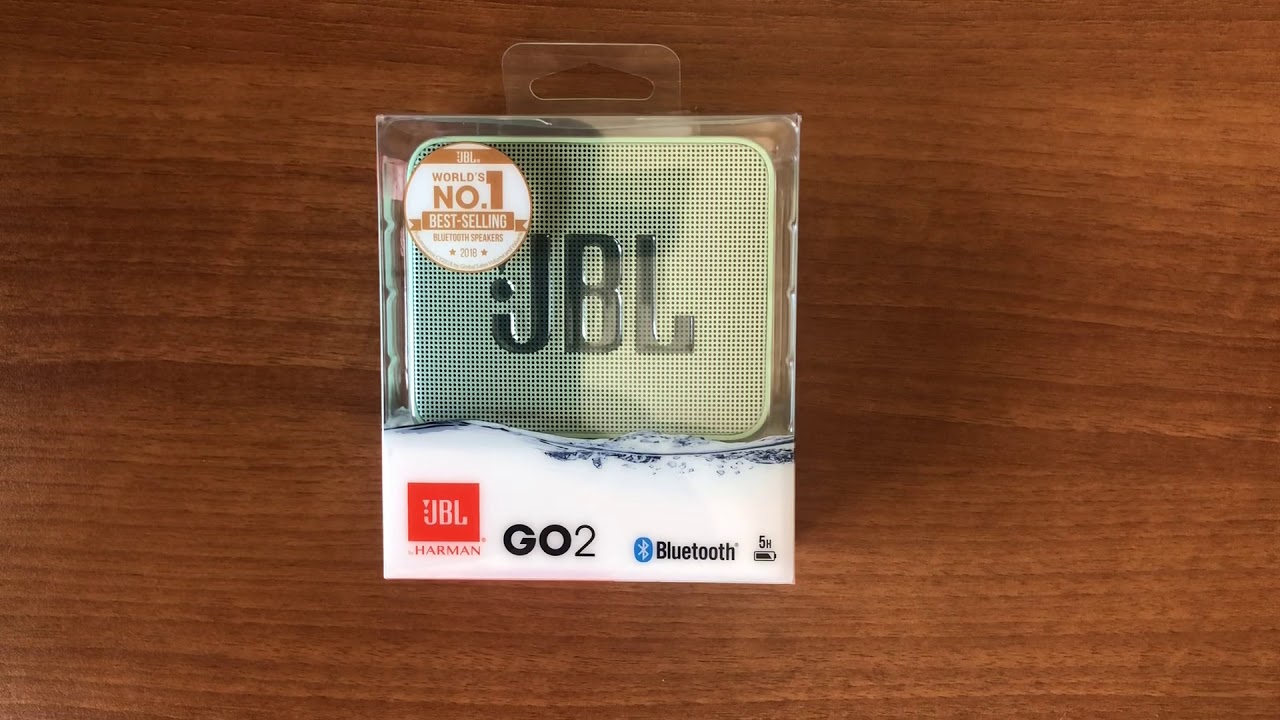 JBL®
WORLD'S
NO.1
BEST-SELLING
BLUETOOTH SPEAKERS
★ 2018 ★
JBL
JBL®
by HARMAN
GO2
Bluetooth®
5H